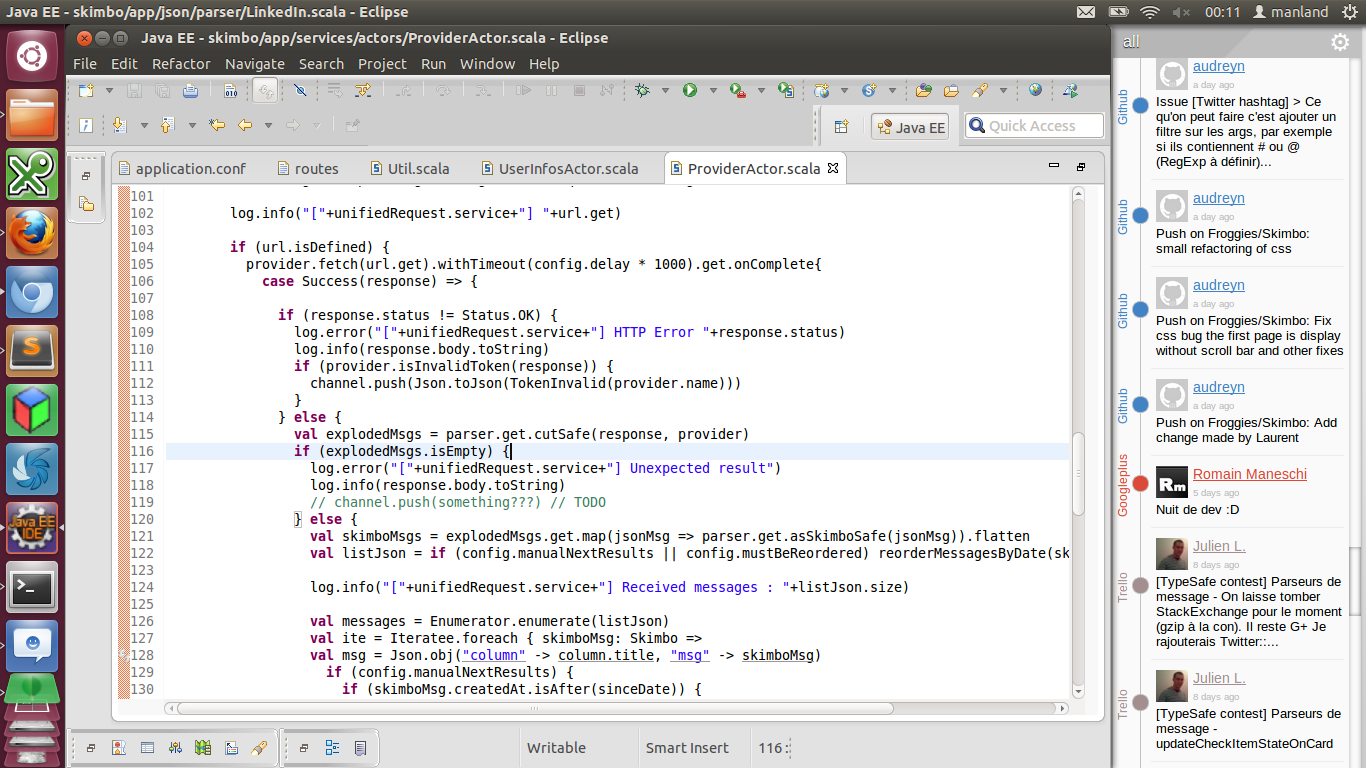 Java EE - skimbo/app/json/parser/LinkedIn.scala - Eclipse
00:11
manland
Java EE - skimbo/app/services/actors/ProviderActor.scala - Eclipse
File Edit Refactor Navigate Search Project Run Window Help
Java EE
Quick Access
application.conf
routes
Util.scala
UserInfosActor.scala
ProviderActor.scala
101
102 log.info("["+unifiedRequest.service+"] "+url.get)
103
104 if (url.isDefined) {
105 provider.fetch(url.get).withTimeout(config.delay * 1000).get.onComplete{
106 case Success(response) => {
107
108 if (response.status != Status.OK) {
109 log.error("["+unifiedRequest.service+"] HTTP Error "+response.status)
110 log.info(response.body.toString)
111 if (provider.isInvalidToken(response)) {
112 channel.push(Json.toJson(TokenInvalid(provider.name)))
113 }
114 } else {
115 val explodedMsgs = parser.get.cutSafe(response, provider)
116 if (explodedMsgs.isEmpty) {
117 log.error("["+unifiedRequest.service+"] Unexpected result")
118 log.info(response.body.toString)
119 // channel.push(something???) // TODO
120 } else {
121 val skimboMsgs = explodedMsgs.get.map(jsonMsg => parser.get.asSkimboSafe(jsonMsg)).flatten
122 val listJson = if (config.manualNextResults || config.mustBeReordered) reorderMessagesByDate(sk
123
124 log.info("["+unifiedRequest.service+"] Received messages : "+listJson.size)
125
126 val messages = Enumerator.enumerate(listJson)
127 val ite = Iteratee.foreach { skimboMsg: Skimbo =>
128 val msg = Json.obj("column" -> column.title, "msg" -> skimboMsg)
129 if (config.manualNextResults) {
130 if (skimboMsg.createdAt.isAfter(sinceDate)) {
Writable
Smart Insert
116 :
Java EE
IDE
all
Github
audreyn
a day ago
Issue [Twitter hashtag] > Ce
qu'on peut faire c'est ajouter un
filtre sur les args, par exemple
si ils contiennent # ou @
(RegExp à définir)...
Github
audreyn
a day ago
Push on Froggies/Skimbo:
small refactoring of css
Github
audreyn
a day ago
Push on Froggies/Skimbo: Fix
css bug the first page is display
without scroll bar and other fixes
Github
audreyn
a day ago
Push on Froggies/Skimbo: Add
change made by Laurent
Googleplus
Rm
Romain Maneschi
5 days ago
Nuit de dev :D
Trello
Julien L.
8 days ago
[TypeSafe contest] Parseurs de
message - On laisse tomber
StackExchange pour le moment
(gzip à la con). Il reste G+ Je
rajouterais Twitter::...
Trello
Julien L.
8 days ago
[TypeSafe contest] Parseurs de
message -
updateCheckItemStateOnCard